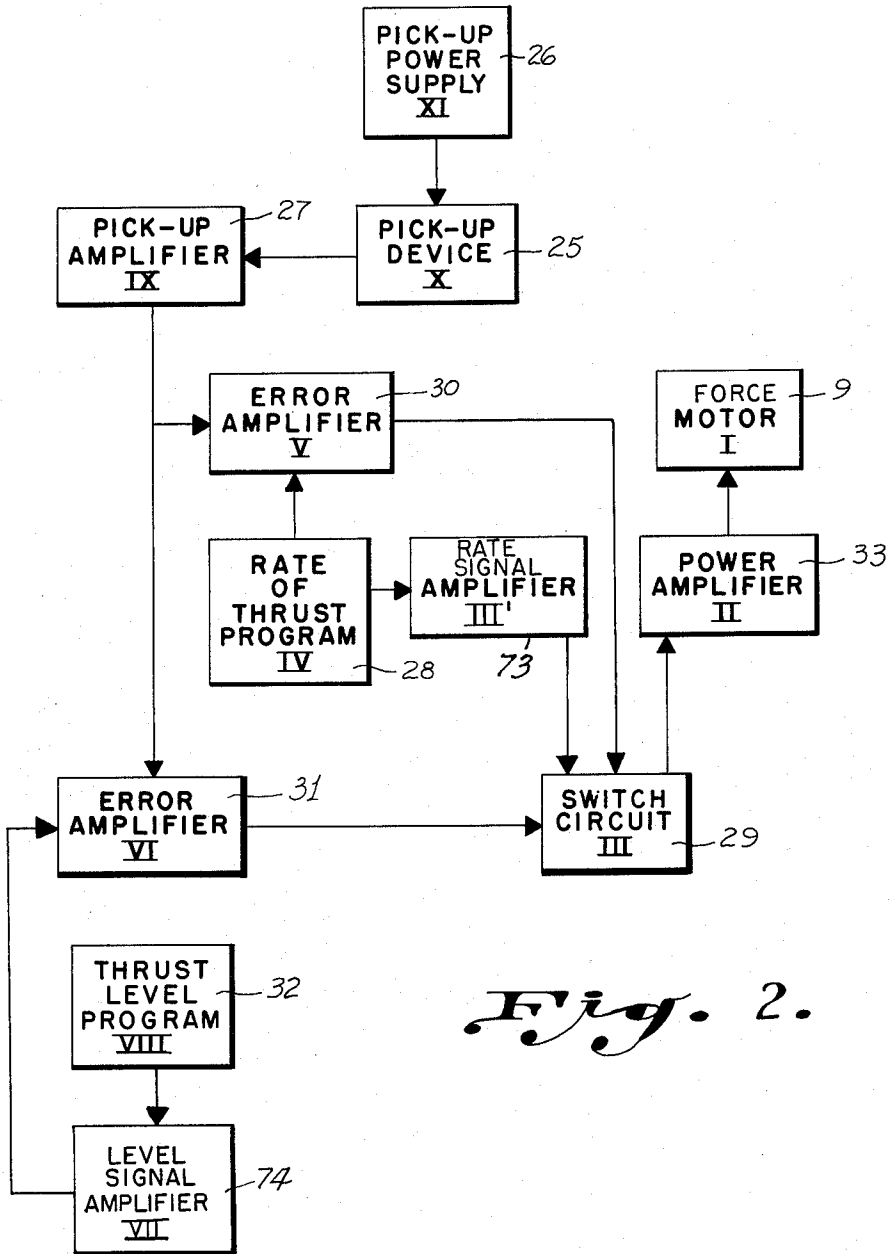 PICK-UP
POWER
SUPPLY
XI
26
PICK-UP
AMPLIFIER
IX
27
PICK-UP
DEVICE
X
25
ERROR
AMPLIFIER
V
30
FORCE
MOTOR
I
9
RATE
OF
THRUST
PROGRAM
IV
28
RATE
SIGNAL
AMPLIFIER
III'
73
POWER
AMPLIFIER
II
33
ERROR
AMPLIFIER
VI
31
SWITCH
CIRCUIT
III
29
THRUST
LEVEL
PROGRAM
VIII
32
LEVEL
SIGNAL
AMPLIFIER
VII
74
Fig. 2.